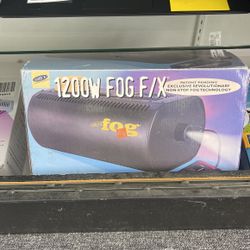 1200W FOG F/X
PATENT PENDING
EXCLUSIVE REVOLUTIONARY
NON-STOP FOG TECHNOLOGY
fog